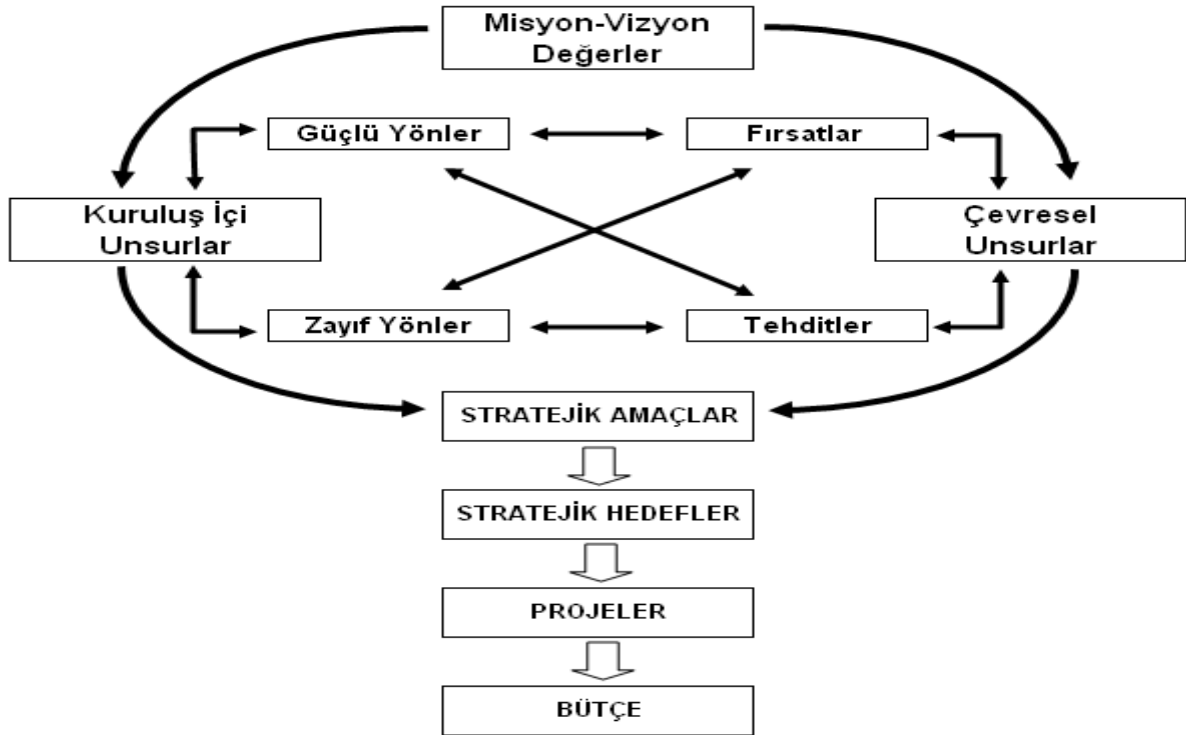 Misyon-Vizyon
Değerler
Güçlü Yönler
Fırsatlar
Kuruluş İçi
Unsurlar
Çevresel
Unsurlar
Zayıf Yönler
Tehditler
STRATEJİK AMAÇLAR
STRATEJİK HEDEFLER
PROJELER
BÜTÇE